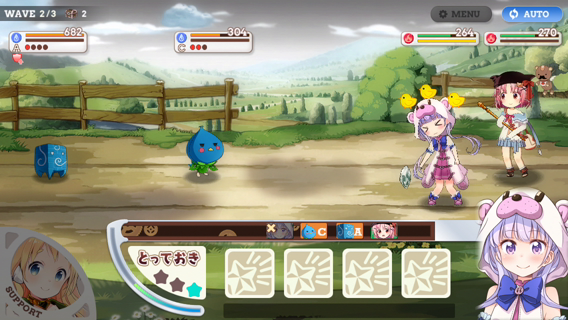 WAVE 2/3 2
MENU
AUTO
682
A
304
C
264
270
C
A
とっておき
SUPPORT